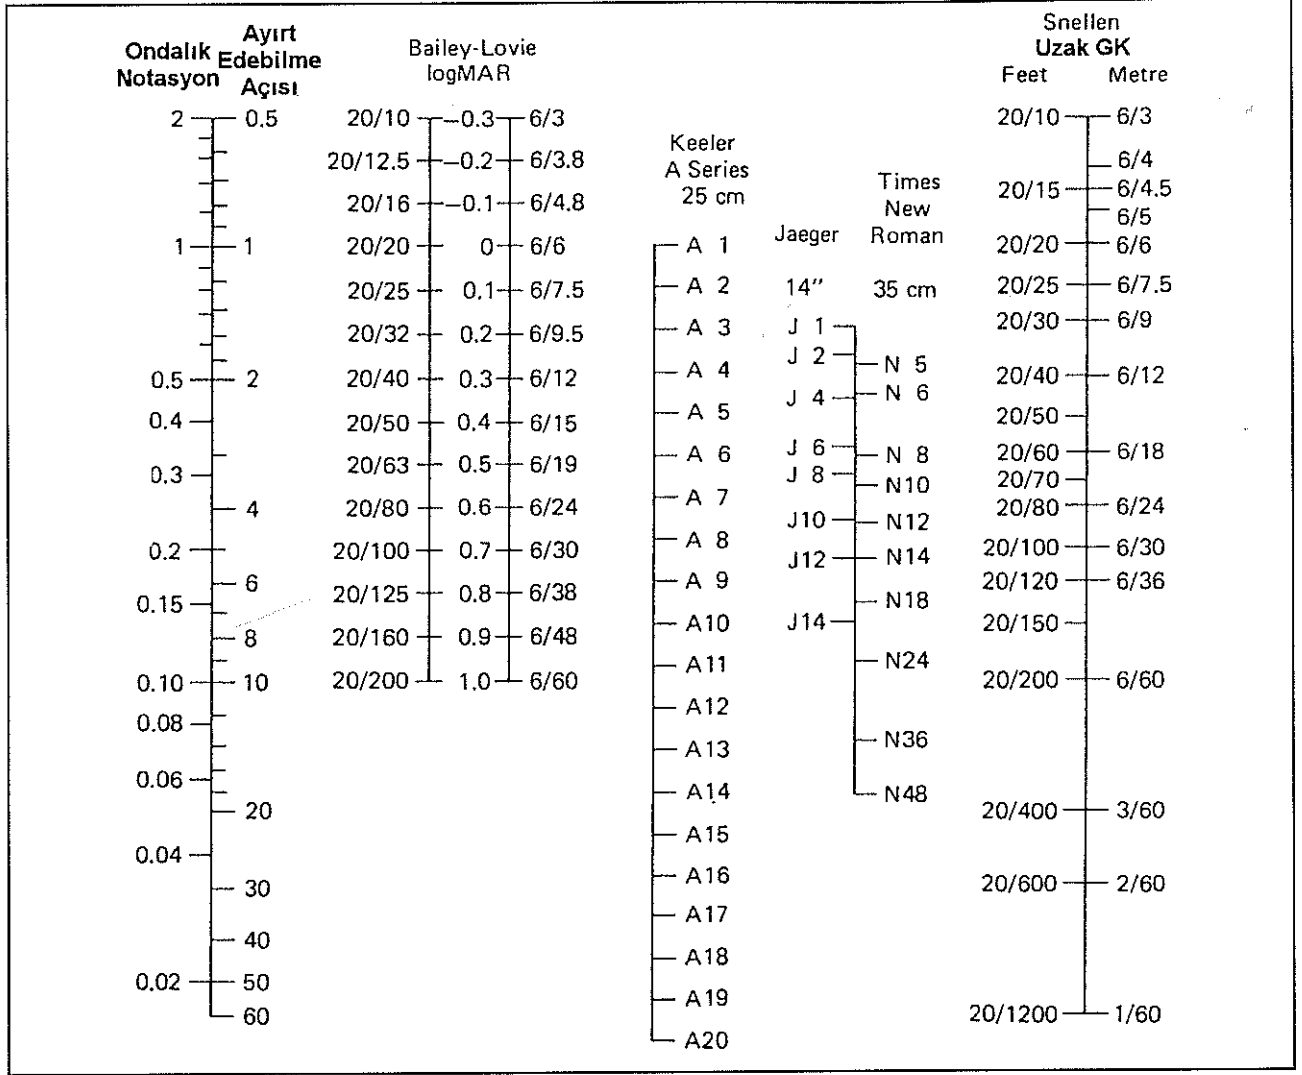 Ondalık
Notasyon
Ayırt
Edebilme
Açısı
2 0.5
1 1
0.5 2
0.4
0.3
4
0.2
6
0.15
8
0.10 10
0.08
0.06
20
0.04
30
40
0.02 50
60
Bailey-Lovie
logMAR
20/10 –0.3 6/3
20/12.5 –0.2 6/3.8
20/16 –0.1 6/4.8
20/20 0 6/6
20/25 0.1 6/7.5
20/32 0.2 6/9.5
20/40 0.3 6/12
20/50 0.4 6/15
20/63 0.5 6/19
20/80 0.6 6/24
20/100 0.7 6/30
20/125 0.8 6/38
20/160 0.9 6/48
20/200 1.0 6/60
Keeler
A Series
25 cm
A 1
A 2
A 3
A 4
A 5
A 6
A 7
A 8
A 9
A10
A11
A12
A13
A14
A15
A16
A17
A18
A19
A20
Jaeger
14″
J 1
J 2
J 4
J 6
J 8
J10
J12
J14
Times
New
Roman
35 cm
N 5
N 6
N 8
N10
N12
N14
N18
N24
N36
N48
Snellen
Uzak GK
Feet Metre
20/10 6/3
6/4
20/15 6/4.5
6/5
20/20 6/6
20/25 6/7.5
20/30 6/9
20/40 6/12
20/50
20/60 6/18
20/70
20/80 6/24
20/100 6/30
20/120 6/36
20/150
20/200 6/60
20/400 3/60
20/600 2/60
20/1200 1/60